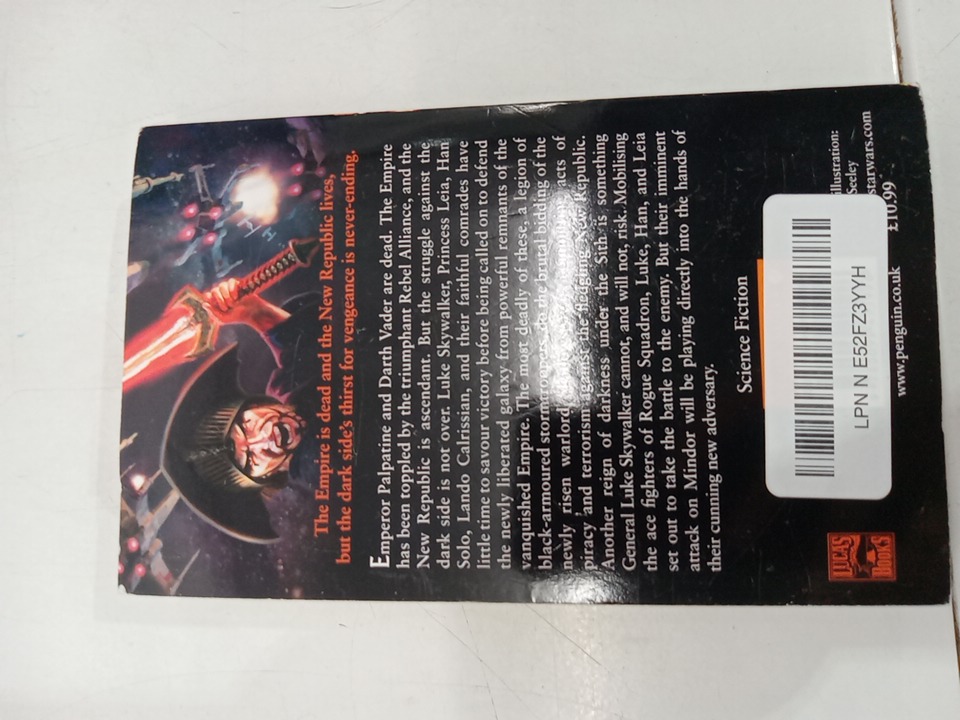 The Empire is dead and the New Republic lives,
but the dark side's thirst for vengeance is never-ending.
Emperor Palpatine and Darth Vader are dead. The Empire
has been toppled by the triumphant Rebel Alliance, and the
New Republic is ascendant. But the struggle against the
dark side is not over. Luke Skywalker, Princess Leia, Han
Solo, Lando Calrissian, and their faithful comrades have
little time to savour victory before being called on to defend
the newly liberated galaxy from powerful remnants of the
vanquished Empire. The most deadly of these, a legion of
black-armoured stormtroopers, do the brutal bidding of the
newly risen warlord acts of
piracy and terrorism against the fledgling New Republic.
Another reign of darkness under the Sith is something
General Luke Skywalker cannot, and will not, risk. Mobilising
the ace fighters of Rogue Squadron, Luke, Han, and Leia
set out to take the battle to the enemy. But their imminent
attack on Mindor will be playing directly into the hands of
their cunning new adversary.
Science Fiction
LUCAS
BOOKS
LPN N E52FZ3YYH
illustration:
Seeley
starwars.com
www.penguin.co.uk
£10.99